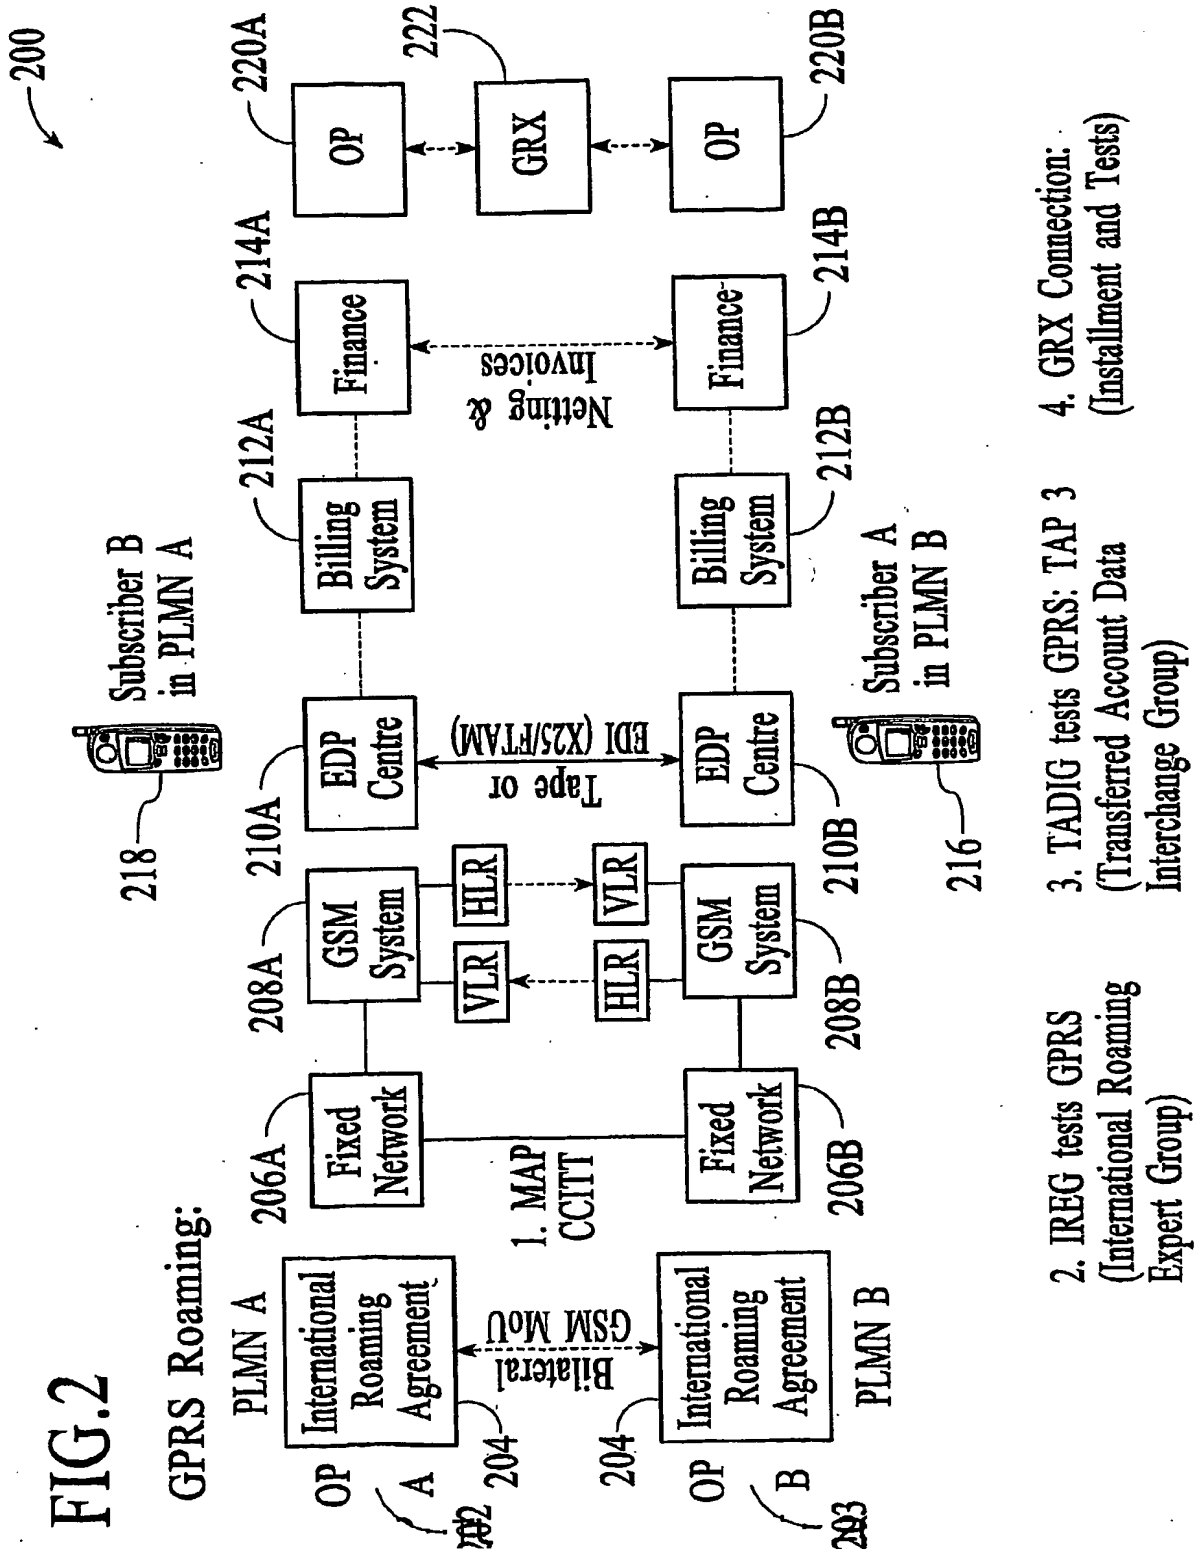 FIG.2
200
GPRS Roaming:
PLMN A
OP
A
202
International
Roaming
Agreement
204
206A
Fixed
Network
208A
GSM
System
VLR
HLR
210A
EDP
Centre
218
Subscriber B
in PLMN A
212A
Billing
System
214A
Finance
220A
OP
222
GRX
Bilateral
GSM MoU
1. MAP
CCITT
Tape or
EDI (X25/FTAM)
Netting &
Invoices
OP
B
203
204
International
Roaming
Agreement
PLMN B
Fixed
Network
206B
HLR
VLR
GSM
System
208B
EDP
Centre
210B
216
Subscriber A
in PLMN B
Billing
System
212B
Finance
214B
OP
220B
2. IREG tests GPRS
(International Roaming
Expert Group)
3. TADIG tests GPRS: TAP 3
(Transferred Account Data
Interchange Group)
4. GRX Connection:
(Installment and Tests)